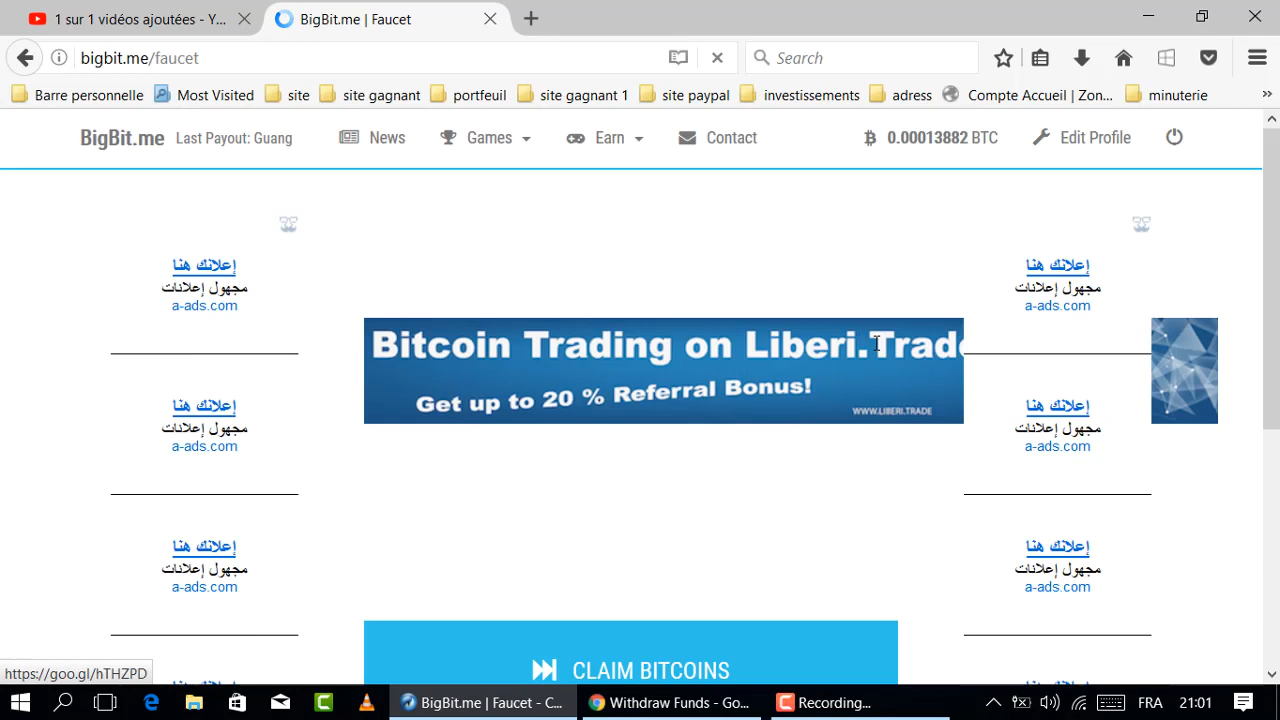 1 sur 1 vidéos ajoutées - Y...
BigBit.me | Faucet
bigbit.me/faucet
Search
Barre personnelle
Most Visited
site
site gagnant
portfeuil
site gagnant 1
site paypal
investissements
adress
Compte Accueil | Zon...
minuterie
BigBit.me
Last Payout: Guang
News
Games
Earn
Contact
0.00013882 BTC
Edit Profile
إعلانك هنا
مجهول إعلانات
a-ads.com
إعلانك هنا
مجهول إعلانات
a-ads.com
Bitcoin Trading on Liberi.Trade
Get up to 20 % Referral Bonus!
WWW.LIBERI.TRADE
إعلانك هنا
مجهول إعلانات
a-ads.com
إعلانك هنا
مجهول إعلانات
a-ads.com
إعلانك هنا
مجهول إعلانات
a-ads.com
إعلانك هنا
مجهول إعلانات
a-ads.com
CLAIM BITCOINS
https://goo.gl/hTHZPD
BigBit.me | Faucet - C...
Withdraw Funds - Go...
Recording...
FRA
21:01